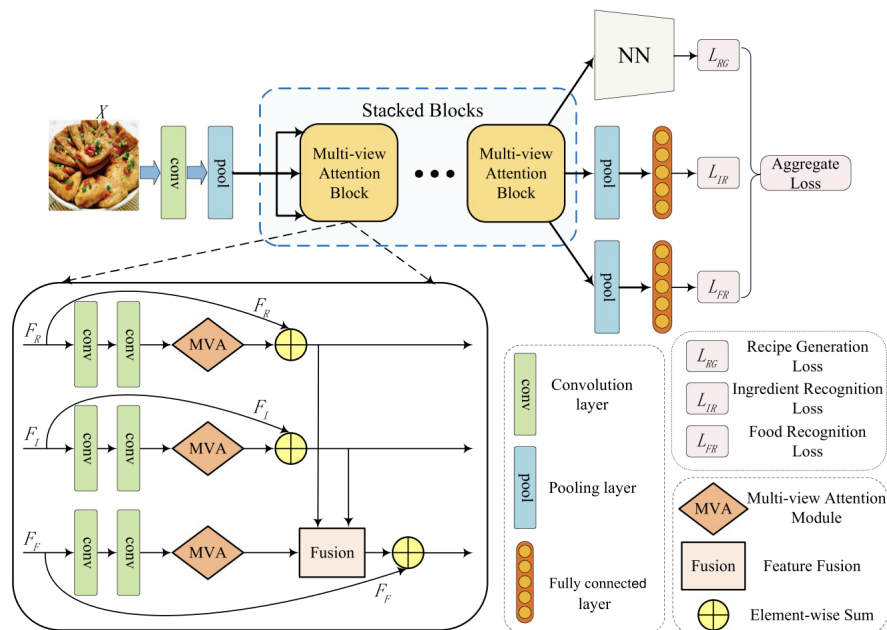 X
conv
pool
Stacked Blocks
Multi-view
Attention
Block
Multi-view
Attention
Block
NN
L_RG
pool
L_IR
Aggregate
Loss
pool
L_FR
F_R
conv
conv
MVA
F_R
F_I
conv
conv
MVA
F_I
F_F
conv
conv
MVA
Fusion
F_F
conv
Convolution
layer
pool
Pooling layer
Fully connected
layer
L_RG
Recipe Generation
Loss
L_IR
Ingredient Recognition
Loss
L_FR
Food Recognition
Loss
MVA
Multi-view Attention
Module
Fusion
Feature Fusion
Element-wise Sum